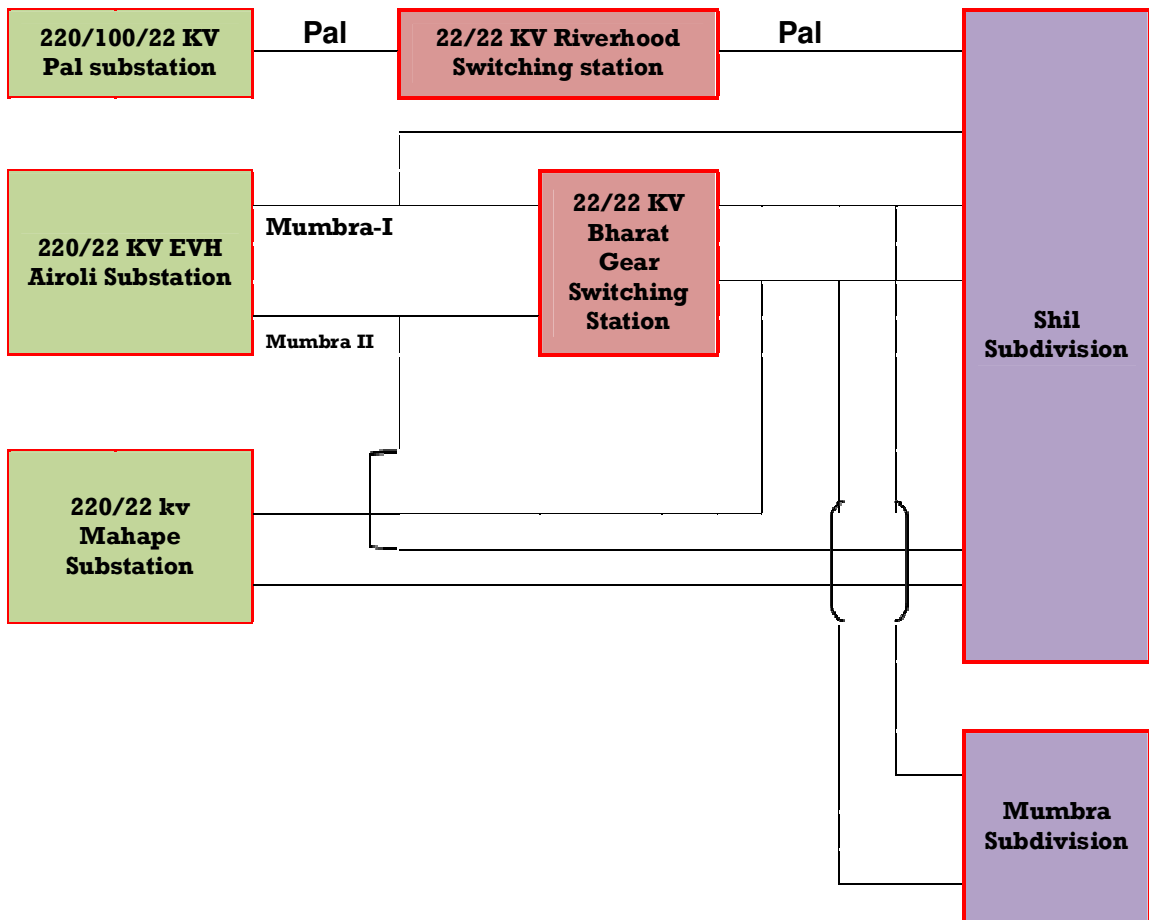 220/100/22 KV
Pal substation
Pal
22/22 KV Riverhood
Switching station
Pal
220/22 KV EVH
Airoli Substation
Mumbra-I
Mumbra II
22/22 KV
Bharat
Gear
Switching
Station
Shil
Subdivision
220/22 kv
Mahape
Substation
Mumbra
Subdivision